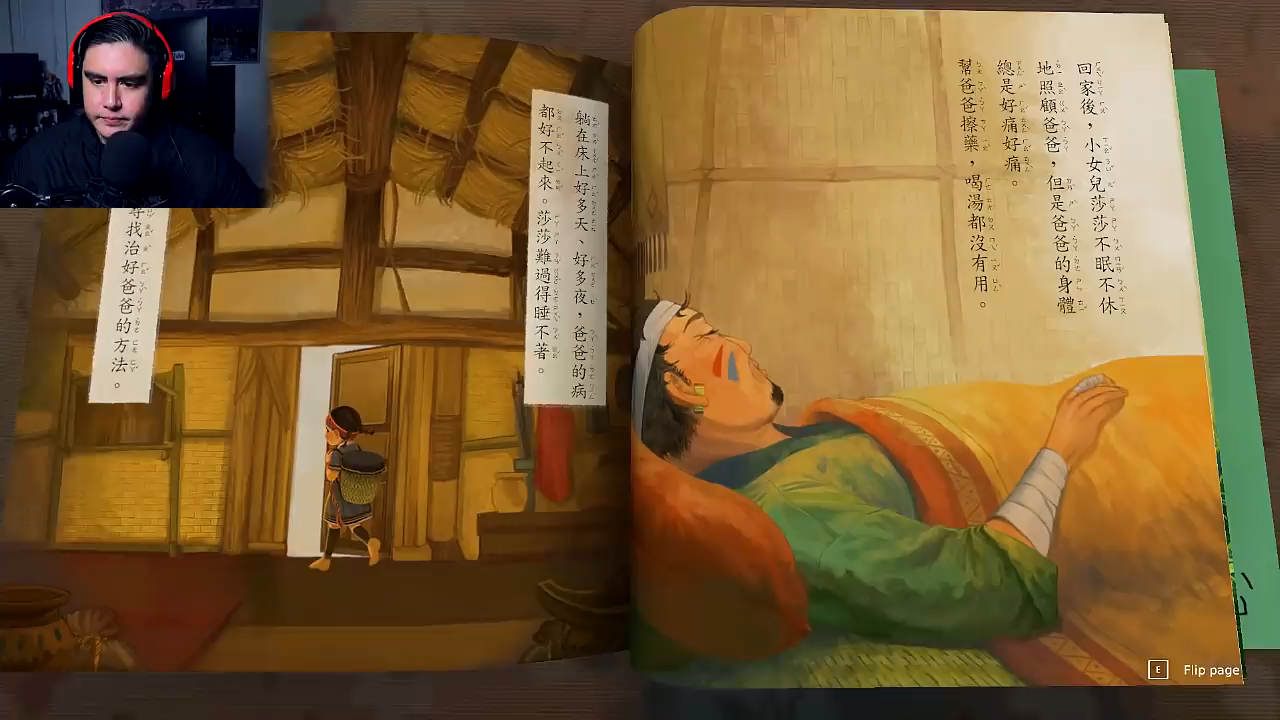 回家後，小女兒莎莎不眠不休
地照顧爸爸，但是爸爸的身體
總是好痛好痛。
幫爸爸擦藥，喝湯都沒有用。
躺在床上好多天、好多夜，爸爸的病
都好不起來。莎莎難過得睡不著。
找治好爸爸的方法。
E Flip page